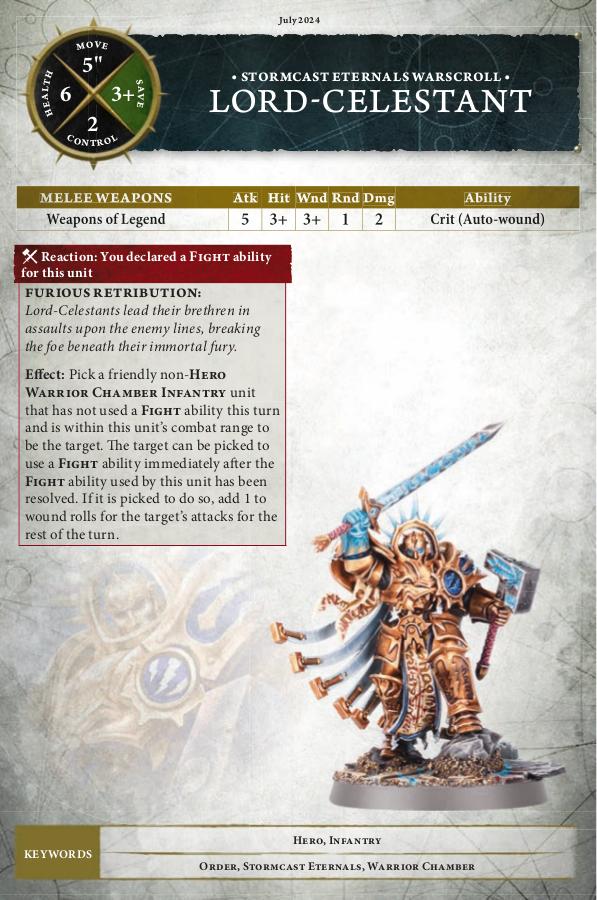 July 2024
MOVE
5"
HEALTH
6
3+
SAVE
2
CONTROL
• STORMCAST ETERNALS WARSCROLL •
LORD-CELESTANT
MELEE WEAPONS Atk Hit Wnd Rnd Dmg Ability
Weapons of Legend 5 3+ 3+ 1 2 Crit (Auto-wound)
Reaction: You declared a FIGHT ability
for this unit
FURIOUS RETRIBUTION:
Lord-Celestants lead their brethren in
assaults upon the enemy lines, breaking
the foe beneath their immortal fury.
Effect: Pick a friendly non-HERO
WARRIOR CHAMBER INFANTRY unit
that has not used a FIGHT ability this turn
and is within this unit's combat range to
be the target. The target can be picked to
use a FIGHT ability immediately after the
FIGHT ability used by this unit has been
resolved. If it is picked to do so, add 1 to
wound rolls for the target's attacks for the
rest of the turn.
KEYWORDS
HERO, INFANTRY
ORDER, STORMCAST ETERNALS, WARRIOR CHAMBER